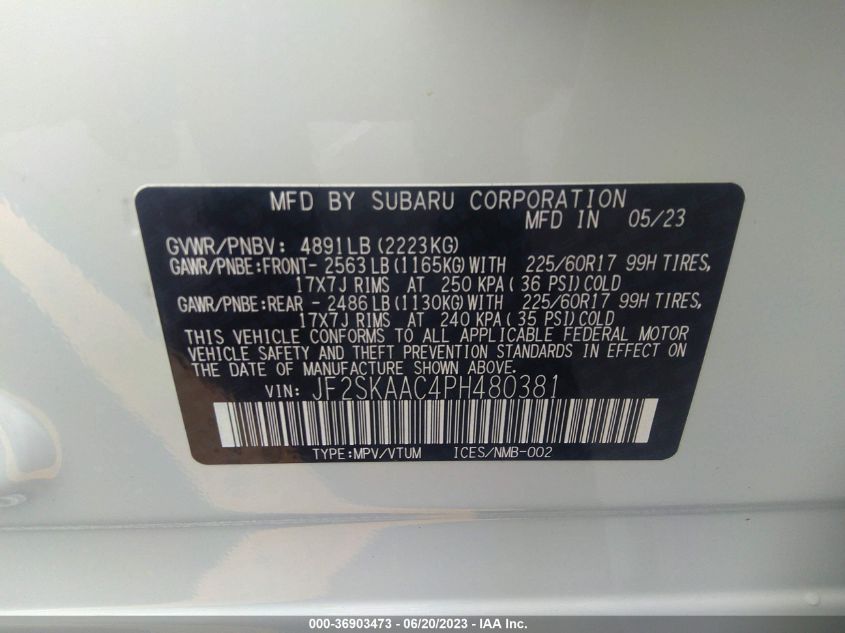 MFD BY SUBARU CORPORATION
MFD IN 05/23
GVWR/PNBV: 4891LB(2223KG)
GAWR/PNBE:FRONT- 2563LB(1165KG)WITH 225/60R17 99H TIRES,
17X7J RIMS AT 250 KPA( 36 PSI)COLD
GAWR/PNBE:REAR - 2486LB(1130KG)WITH 225/60R17 99H TIRES,
17X7J RIMS AT 240 KPA( 35 PSI)COLD
THIS VEHICLE CONFORMS TO ALL APPLICABLE FEDERAL MOTOR
VEHICLE SAFETY AND THEFT PREVENTION STANDARDS IN EFFECT ON
THE DATE OF MANUFACTURE SHOWN ABOVE.
VIN: JF2SKAAC4PH480381
TYPE:MPV/VTUM ICES/NMB-002
000-36903473 - 06/20/2023 - IAA Inc.